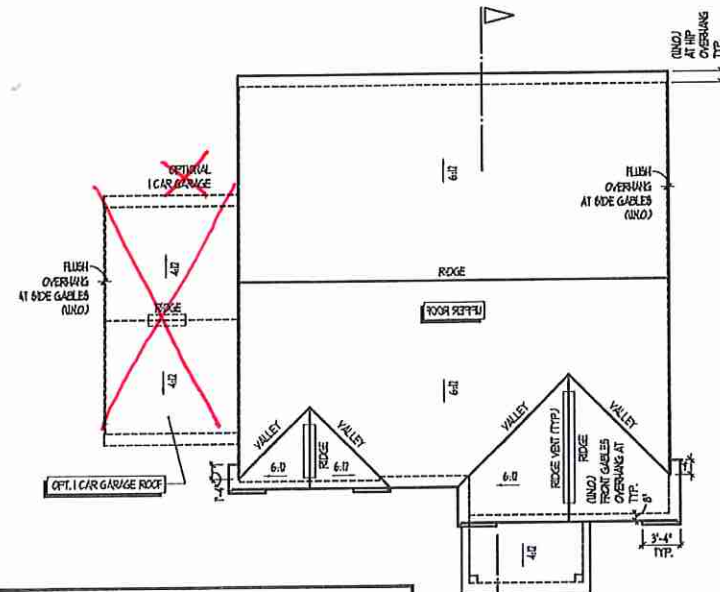 (U.N.O.)
AT HIP
OVERHANG
TYP.
OPTIONAL
1 CAR GARAGE
6:12
FLUSH
OVERHANG
AT SIDE GABLES
(U.N.O.)
FLUSH
OVERHANG
AT SIDE GABLES
(U.N.O.)
4:12
RIDGE
RIDGE
UPPER ROOF
4:12
6:12
VALLEY
VALLEY
VALLEY
VALLEY
RIDGE
6:12
6:12
6:12
RIDGE VENT (TYP.)
RIDGE
(U.N.O.)
FRONT GABLES
OVERHANG AT
TYP.
OPT. 1 CAR GARAGE ROOF
3'-4"
TYP.
4:12